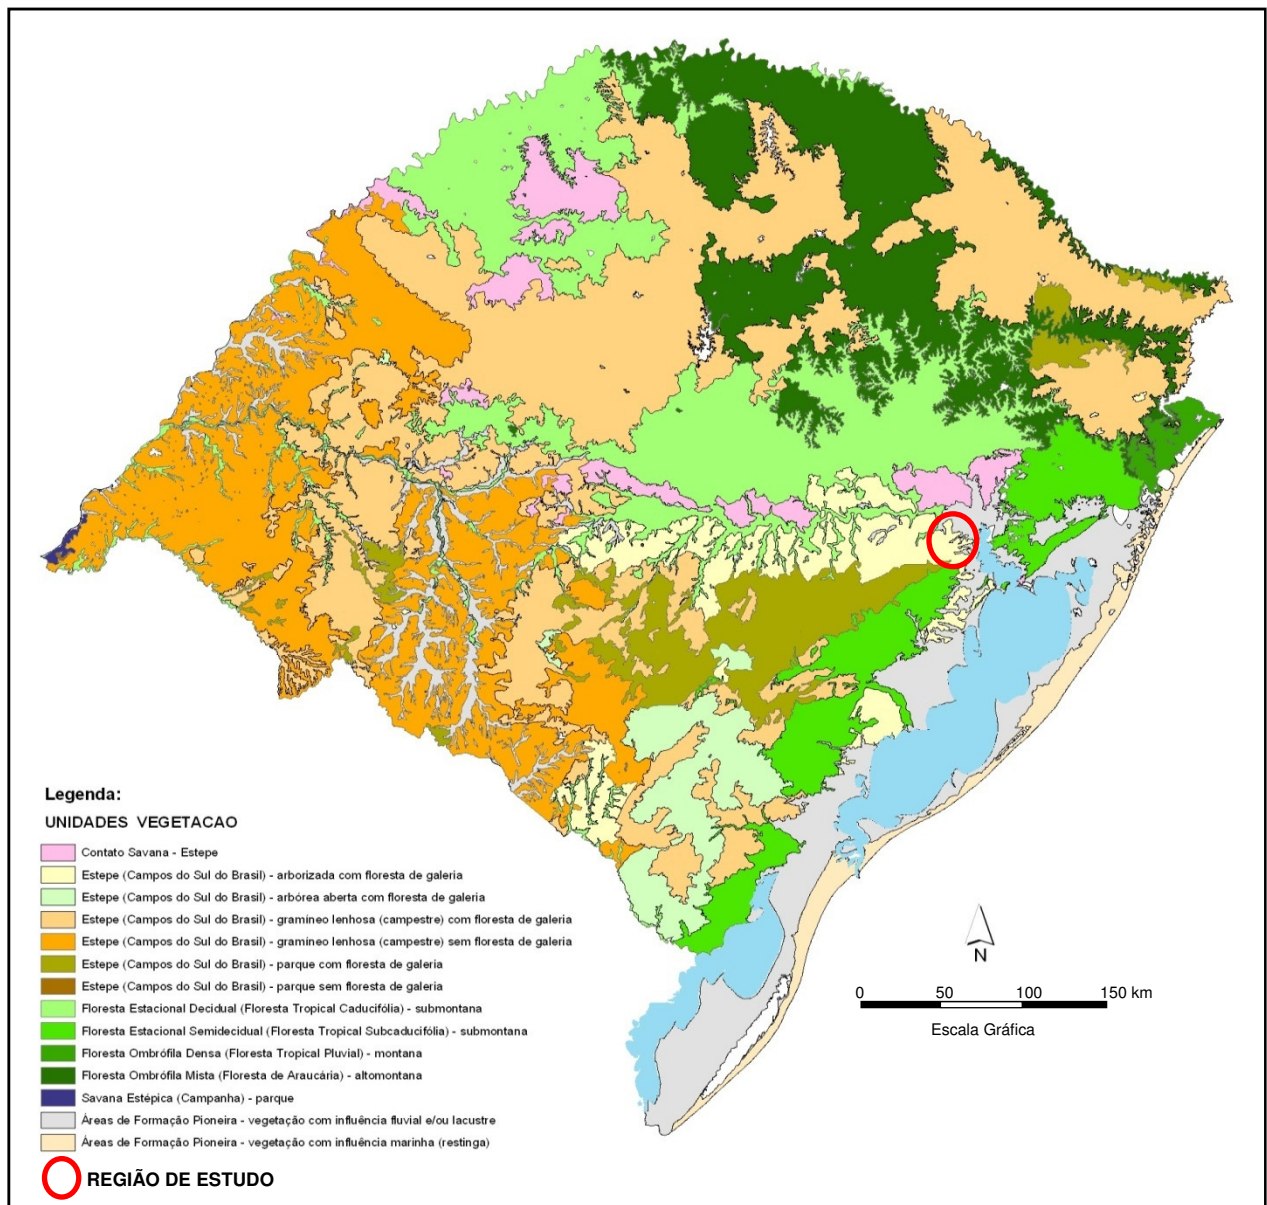 Legenda:
UNIDADES VEGETACAO
Contato Savana - Estepe
Estepe (Campos do Sul do Brasil) - arborizada com floresta de galeria
Estepe (Campos do Sul do Brasil) - arbórea aberta com floresta de galeria
Estepe (Campos do Sul do Brasil) - gramíneo lenhosa (campestre) com floresta de galeria
Estepe (Campos do Sul do Brasil) - gramíneo lenhosa (campestre) sem floresta de galeria
Estepe (Campos do Sul do Brasil) - parque com floresta de galeria
Estepe (Campos do Sul do Brasil) - parque sem floresta de galeria
Floresta Estacional Decidual (Floresta Tropical Caducifólia) - submontana
Floresta Estacional Semidecidual (Floresta Tropical Subcaducifólia) - submontana
Floresta Ombrófila Densa (Floresta Tropical Pluvial) - montana
Floresta Ombrófila Mista (Floresta de Araucária) - altomontana
Savana Estépica (Campanha) - parque
Áreas de Formação Pioneira - vegetação com influência fluvial e/ou lacustre
Áreas de Formação Pioneira - vegetação com influência marinha (restinga)
REGIÃO DE ESTUDO
N
0 50 100 150 km
Escala Gráfica